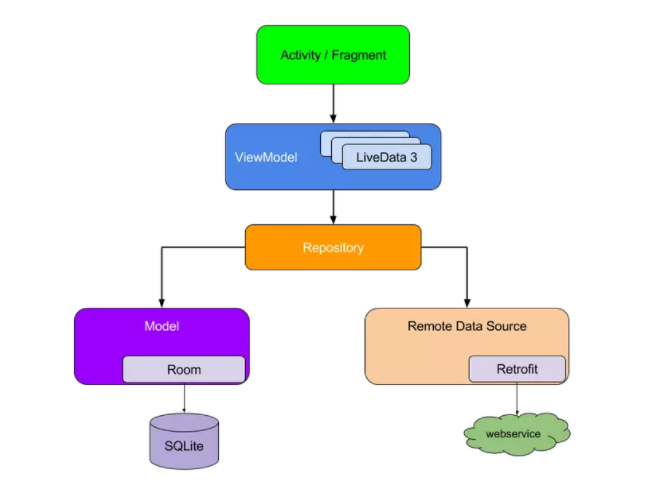 Activity / Fragment
ViewModel
LiveData 3
Repository
Model
Room
SQLite
Remote Data Source
Retrofit
webservice